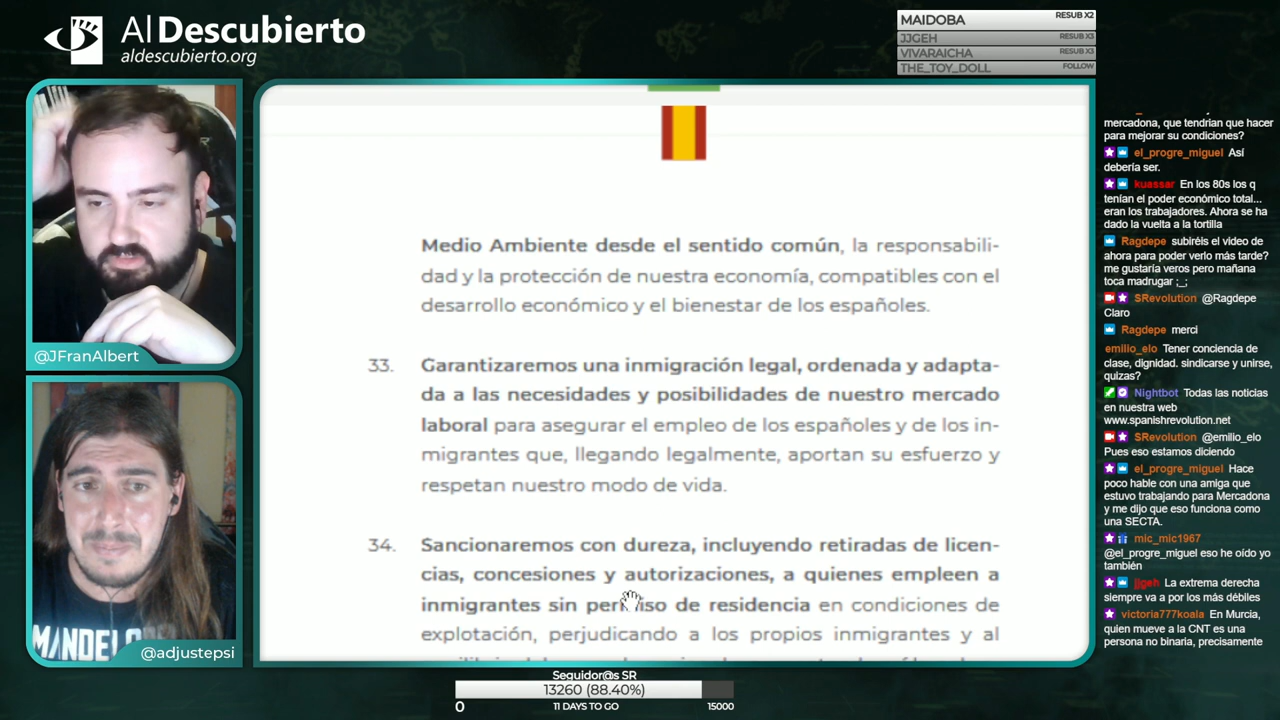 Al Descubierto
aldescubierto.org
MAIDOBA RESUB X2
JJGEH RESUB X3
VIVARAICHA RESUB X3
THE_TOY_DOLL FOLLOW
@JFranAlbert
MANDELO
@adjustepsi
Medio Ambiente desde el sentido común, la responsabili-
dad y la protección de nuestra economía, compatibles con el
desarrollo económico y el bienestar de los españoles.
33. Garantizaremos una inmigración legal, ordenada y adapta-
da a las necesidades y posibilidades de nuestro mercado
laboral para asegurar el empleo de los españoles y de los in-
migrantes que, llegando legalmente, aportan su esfuerzo y
respetan nuestro modo de vida.
34. Sancionaremos con dureza, incluyendo retiradas de licen-
cias, concesiones y autorizaciones, a quienes empleen a
inmigrantes sin permiso de residencia en condiciones de
explotación, perjudicando a los propios inmigrantes y al
mercadona, que tendrian que hacer
para mejorar su condiciones?
el_progre_miguel Así
debería ser.
kuassar En los 80s los q
tenían el poder económico total...
eran los trabajadores. Ahora se ha
dado la vuelta a la tortilla
Ragdepe subiréis el video de
ahora para poder verlo más tarde?
me gustaría veros pero mañana
toca madrugar ;_;
SRevolution @Ragdepe
Claro
Ragdepe merci
emilio_elo Tener conciencia de
clase, dignidad. sindicarse y unirse,
quizas?
Nightbot Todas las noticias
en nuestra web
www.spanishrevolution.net
SRevolution @emilio_elo
Pues eso estamos diciendo
el_progre_miguel Hace
poco hable con una amiga que
estuvo trabajando para Mercadona
y me dijo que eso funciona como
una SECTA.
mic_mic1967
@el_progre_miguel eso he oído yo
también
jjgeh La extrema derecha
siempre va a por los más débiles
victoria777koala En Murcia,
quien mueve a la CNT es una
persona no binaria, precisamente
Seguidor@s SR
13260 (88.40%)
0 11 DAYS TO GO 15000